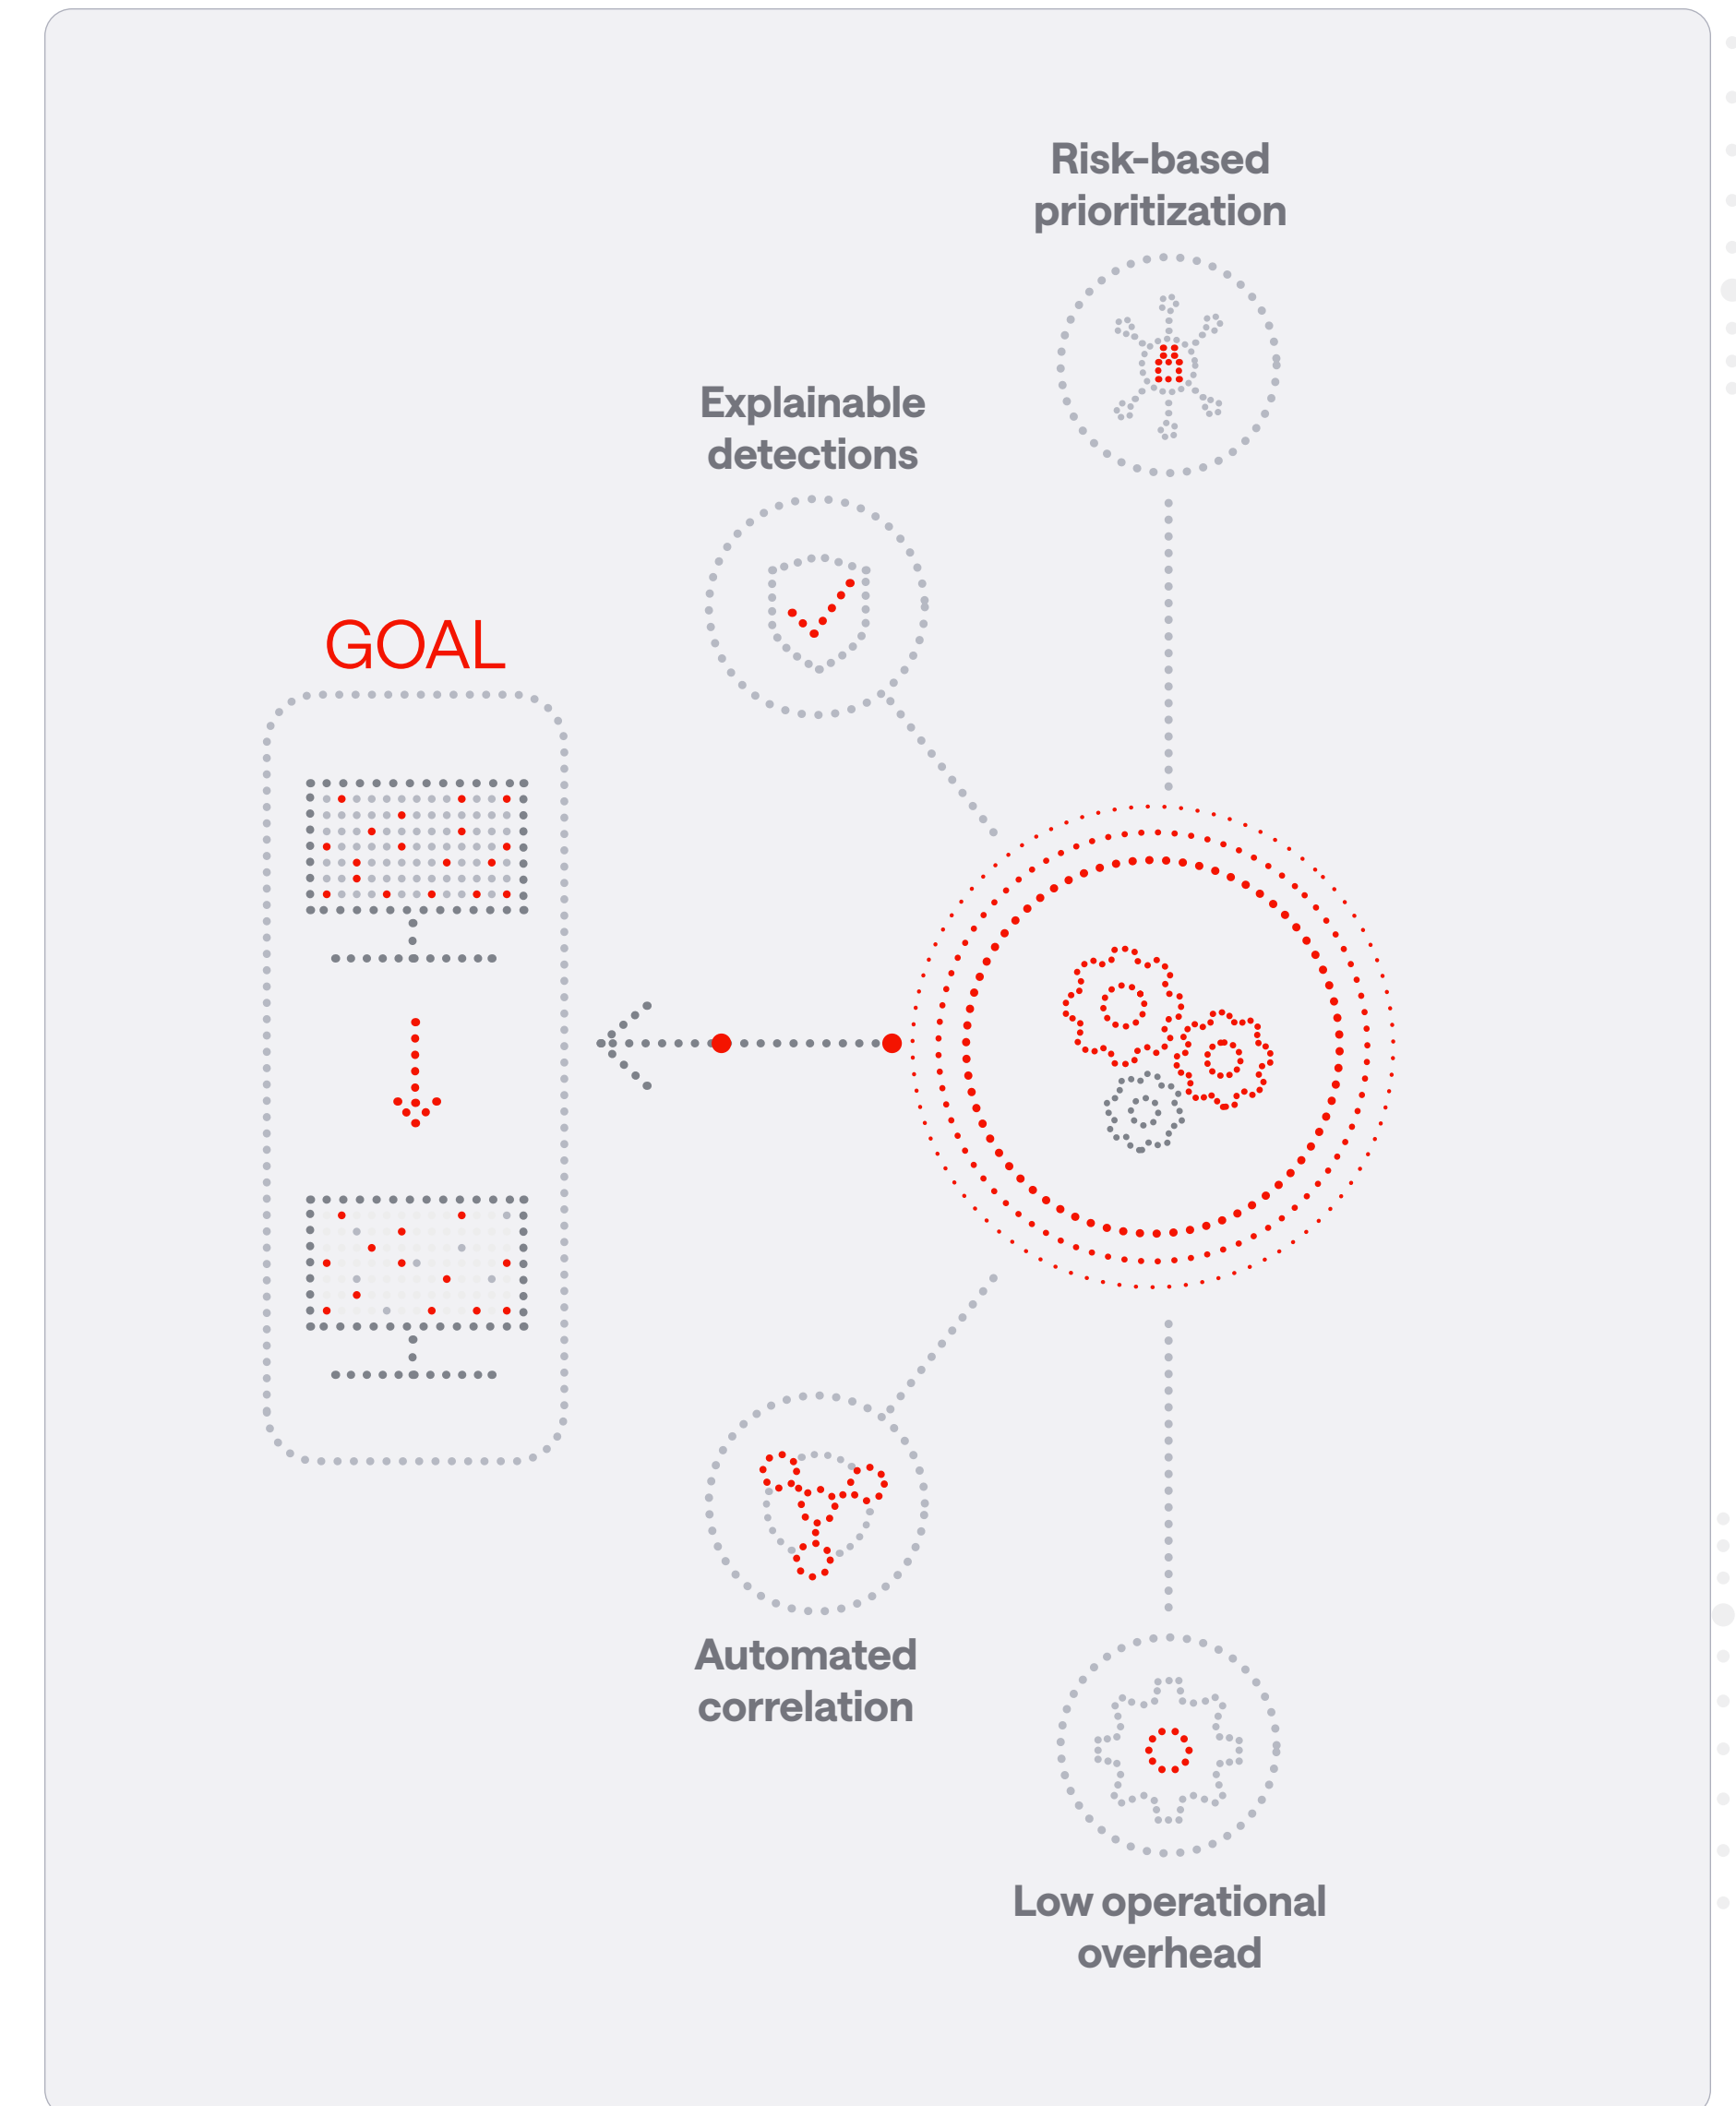 Risk-based
prioritization
Explainable
detections
GOAL
Automated
correlation
Low operational
overhead